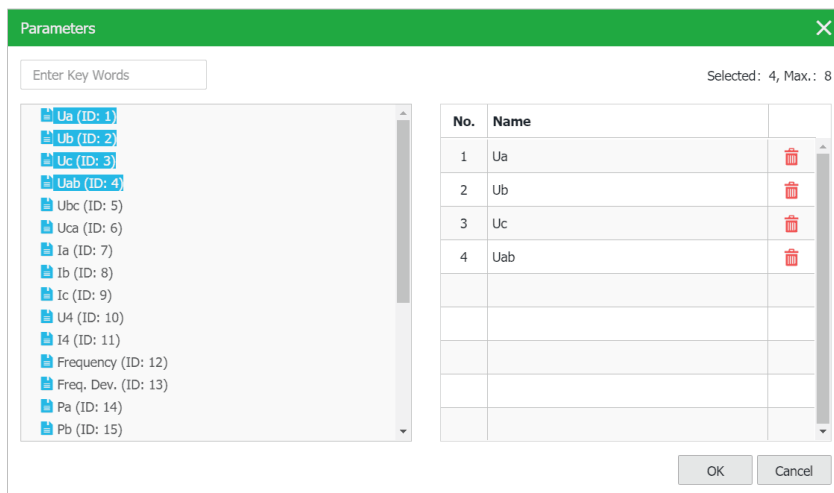 Parameters
Enter Key Words
Selected: 4, Max.: 8
Ua (ID: 1)
Ub (ID: 2)
Uc (ID: 3)
Uab (ID: 4)
Ubc (ID: 5)
Uca (ID: 6)
Ia (ID: 7)
Ib (ID: 8)
Ic (ID: 9)
U4 (ID: 10)
I4 (ID: 11)
Frequency (ID: 12)
Freq. Dev. (ID: 13)
Pa (ID: 14)
Pb (ID: 15)
No. Name
1 Ua
2 Ub
3 Uc
4 Uab
OK Cancel